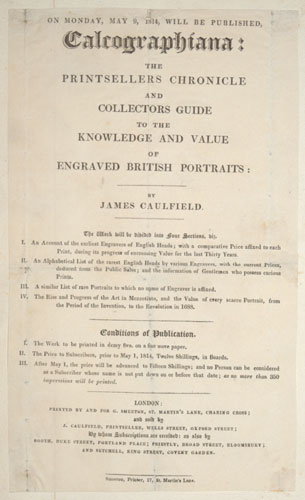 ON MONDAY, MAY 9, 1814, WILL BE PUBLISHED,
Calcographiana:
THE
PRINTSELLERS CHRONICLE
AND
COLLECTORS GUIDE
TO THE
KNOWLEDGE AND VALUE
OF
ENGRAVED BRITISH PORTRAITS:
BY
JAMES CAULFIELD.
The Work will be divided into Four Sections, viz.
I. An Account of the earliest Engravers of English Heads; with a comparative Price affixed to each
Print, during its progress of increasing Value for the last Thirty Years.
II. An Alphabetical List of the rarest English Heads by various Engravers, with the current Prices,
deduced from the Public Sales; and the information of Gentlemen who possess curious
Prints.
III. A similar List of rare Portraits to which no name of Engraver is affixed.
IV. The Rise and Progress of the Art in Mezzotinto, and the Value of every scarce Portrait, from
the Period of the Invention, to the Revolution in 1688.
Conditions of Publication.
I. The Work to be printed in demy 8vo. on a fine wove paper.
II. The Price to Subscribers, prior to May 1, 1814, Twelve Shillings, in Boards.
III. After May 1, the price will be advanced to Fifteen Shillings; and no Person can be considered
as a Subscriber whose name is not put down on or before that date; as no more than 350
impressions will be printed.
LONDON:
PRINTED BY AND FOR G. SMEETON, ST. MARTIN'S LANE, CHARING CROSS;
and sold by
J. CAULFIELD, PRINTSELLER, WELLS STREET, OXFORD STREET;
By whom Subscriptions are received: as also by
BOOTH, DUKE STREET, PORTLAND PLACE; PRIESTLY, BROAD STREET, BLOOMSBURY;
AND SUTCHELL, KING STREET, COVENT GARDEN.
Smeeton, Printer, 17, St. Martin's Lane.